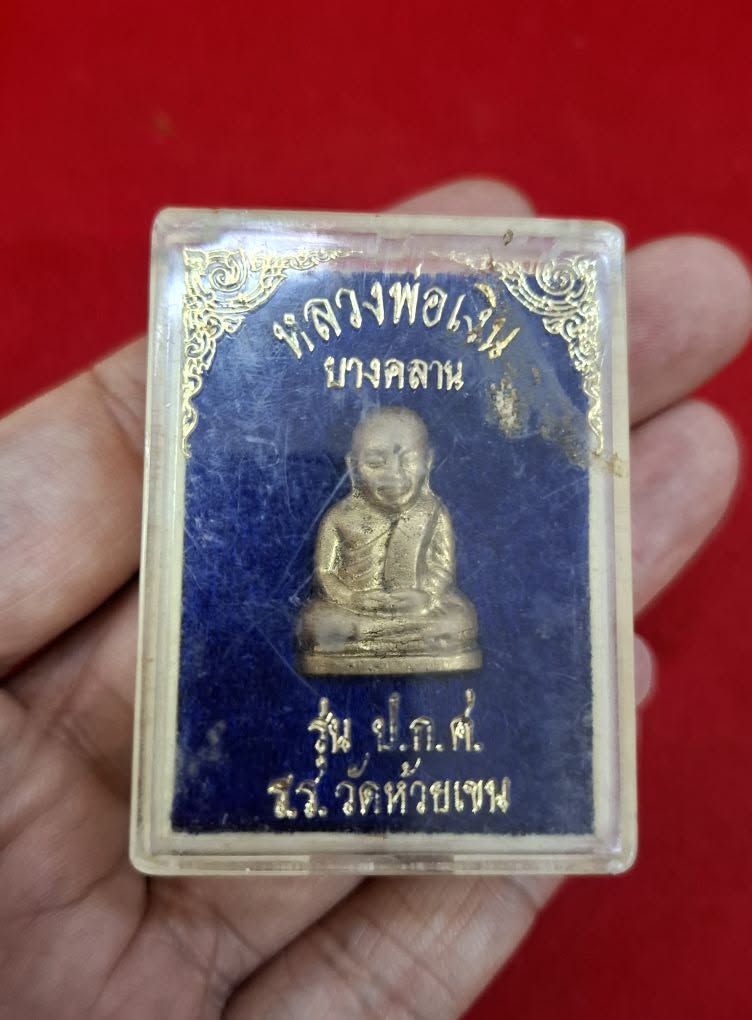 หลวงพ่อเงิน
บางคลาน
รุ่น ป.ก.ศ.
ร.ร. วัดห้วยเขน